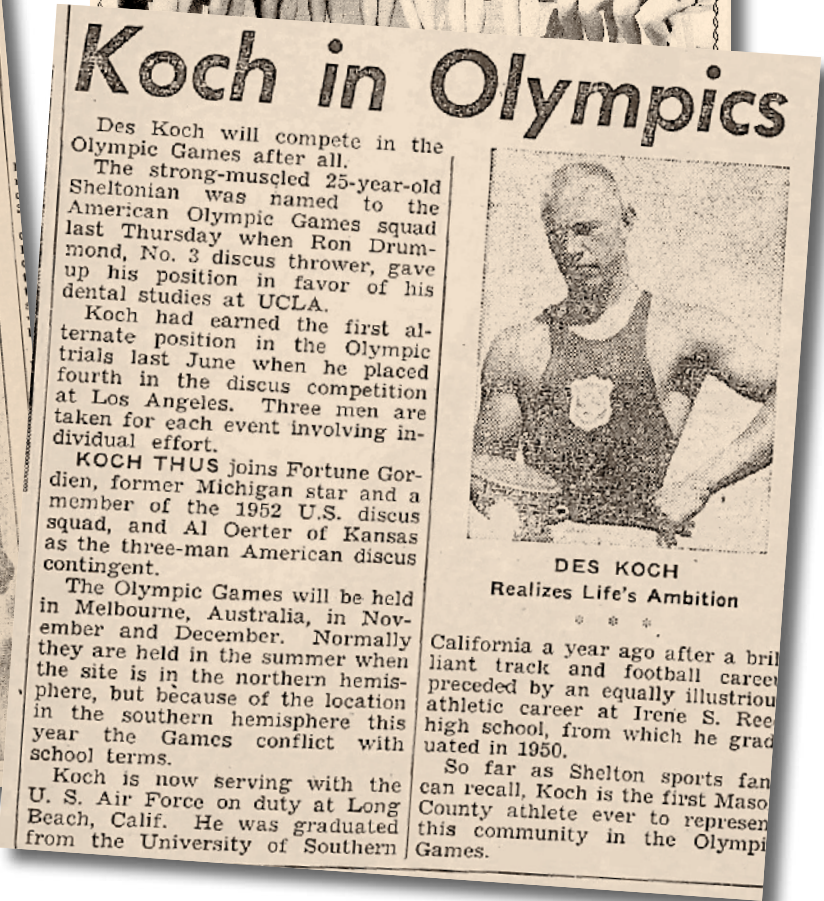 Koch in Olympics
Des Koch will compete in the
Olympic Games after all.
The strong-muscled 25-year-old
Sheltonian was named to the
American Olympic Games squad
last Thursday when Ron Drum-
mond, No. 3 discus thrower, gave
up his position in favor of his
dental studies at UCLA.
Koch had earned the first al-
ternate position in the Olympic
trials last June when he placed
fourth in the discus competition
at Los Angeles. Three men are
taken for each event involving in-
dividual effort.
KOCH THUS joins Fortune Gor-
dien, former Michigan star and a
member of the 1952 U.S. discus
squad, and Al Oerter of Kansas
as the three-man American discus
contingent.
The Olympic Games will be held
in Melbourne, Australia, in Nov-
ember and December. Normally
they are held in the summer when
the site is in the northern hemis-
phere, but because of the location
in the southern hemisphere this
year the Games conflict with
school terms.
Koch is now serving with the
U. S. Air Force on duty at Long
Beach, Calif. He was graduated
from the University of Southern
DES KOCH
Realizes Life's Ambition
* * *
California a year ago after a bril
liant track and football career
preceded by an equally illustriou
athletic career at Irene S. Ree
high school, from which he grad
uated in 1950.
So far as Shelton sports fan
can recall, Koch is the first Maso
County athlete ever to represen
this community in the Olympi
Games.